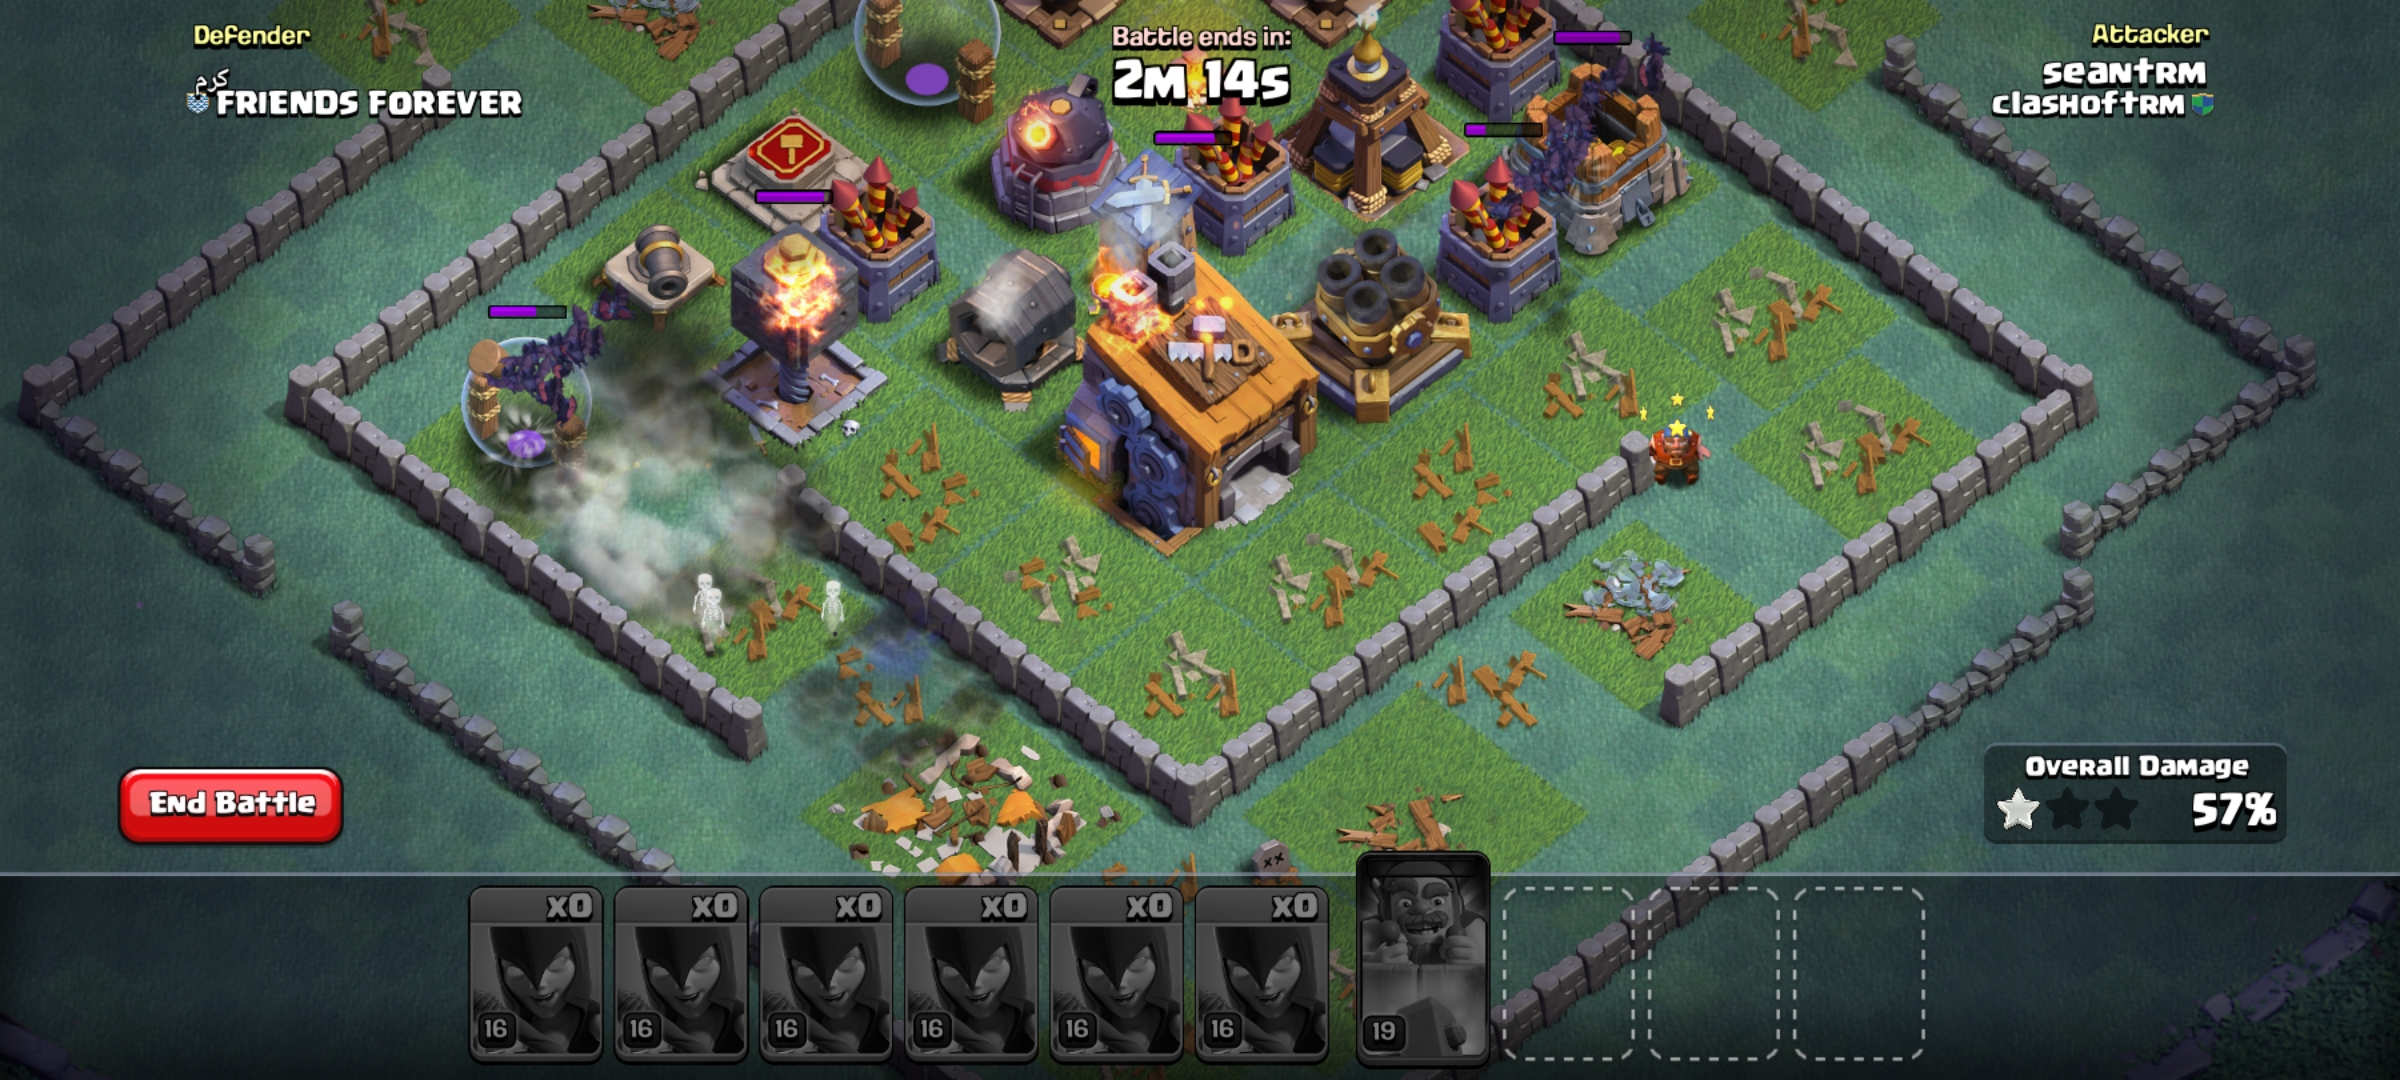 Defender
كرم
FRIENDS FOREVER
Battle ends in:
2M 14s
Attacker
seantRM
clashoftRM
End Battle
Overall Damage
57%
x0 x0 x0 x0 x0 x0
16 16 16 16 16 16 19